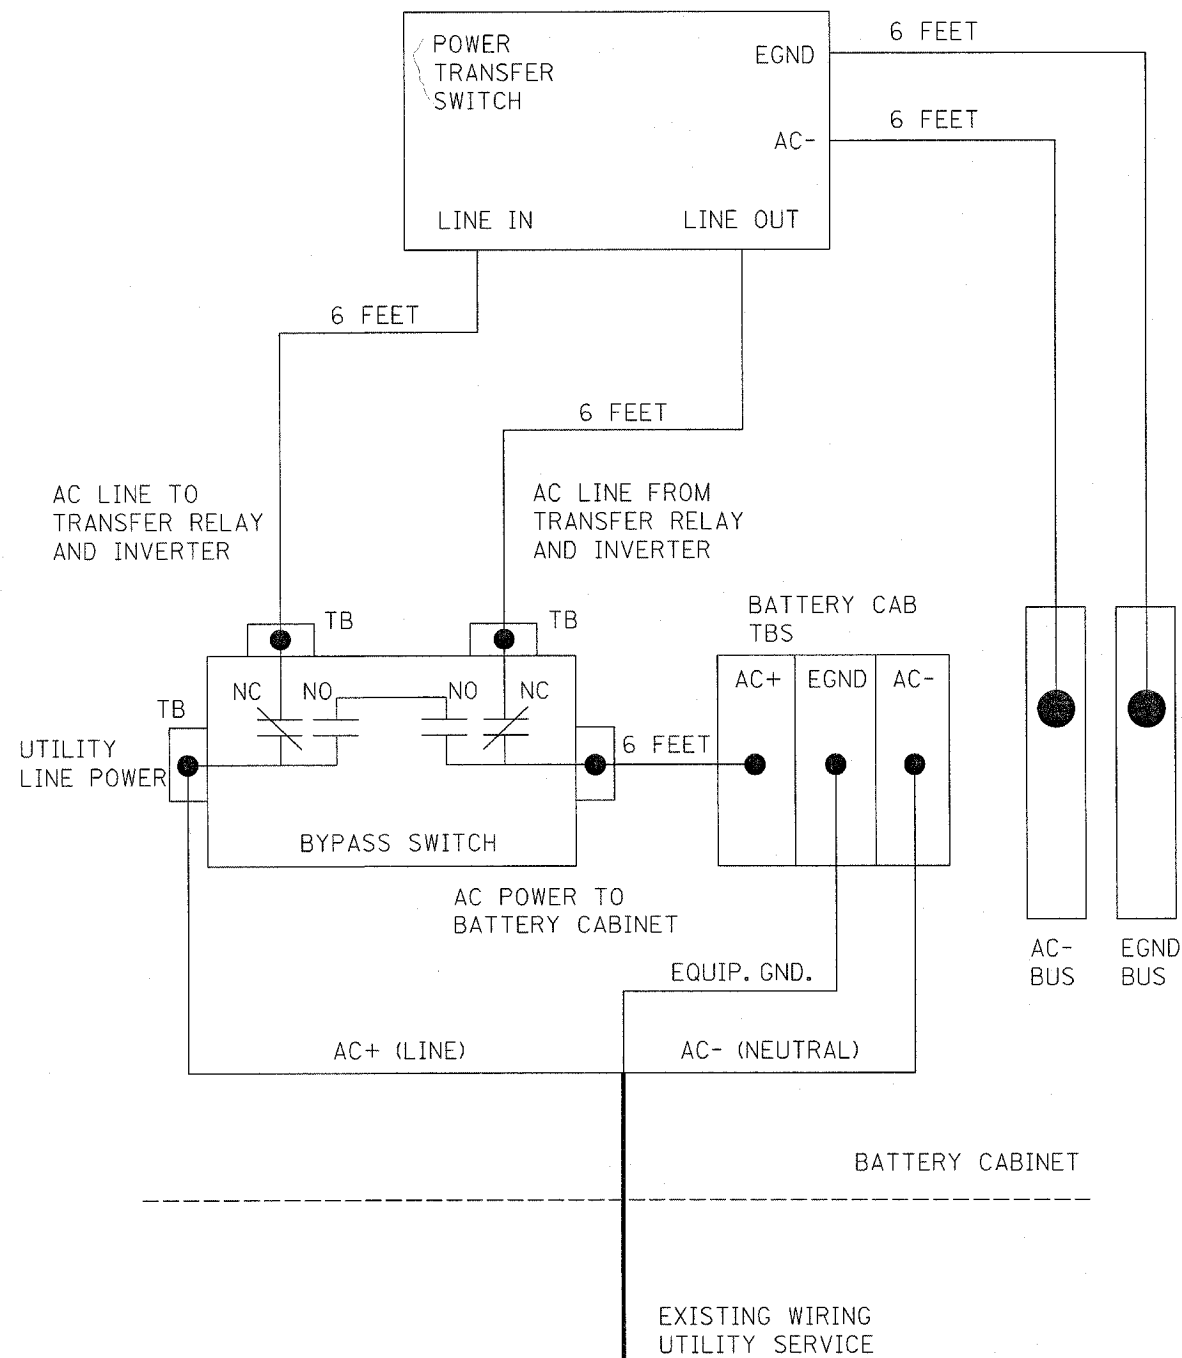 6 FEET
POWER
TRANSFER
SWITCH
EGND
6 FEET
AC-
LINE IN
LINE OUT
6 FEET
6 FEET
AC LINE TO
TRANSFER RELAY
AND INVERTER
AC LINE FROM
TRANSFER RELAY
AND INVERTER
BATTERY CAB
TBS
TB
TB
AC+
EGND
AC-
NC
NO
NO
NC
TB
UTILITY
LINE POWER
6 FEET
BYPASS SWITCH
AC POWER TO
BATTERY CABINET
AC-
BUS
EGND
BUS
EQUIP. GND.
AC+ (LINE)
AC- (NEUTRAL)
BATTERY CABINET
EXISTING WIRING
UTILITY SERVICE